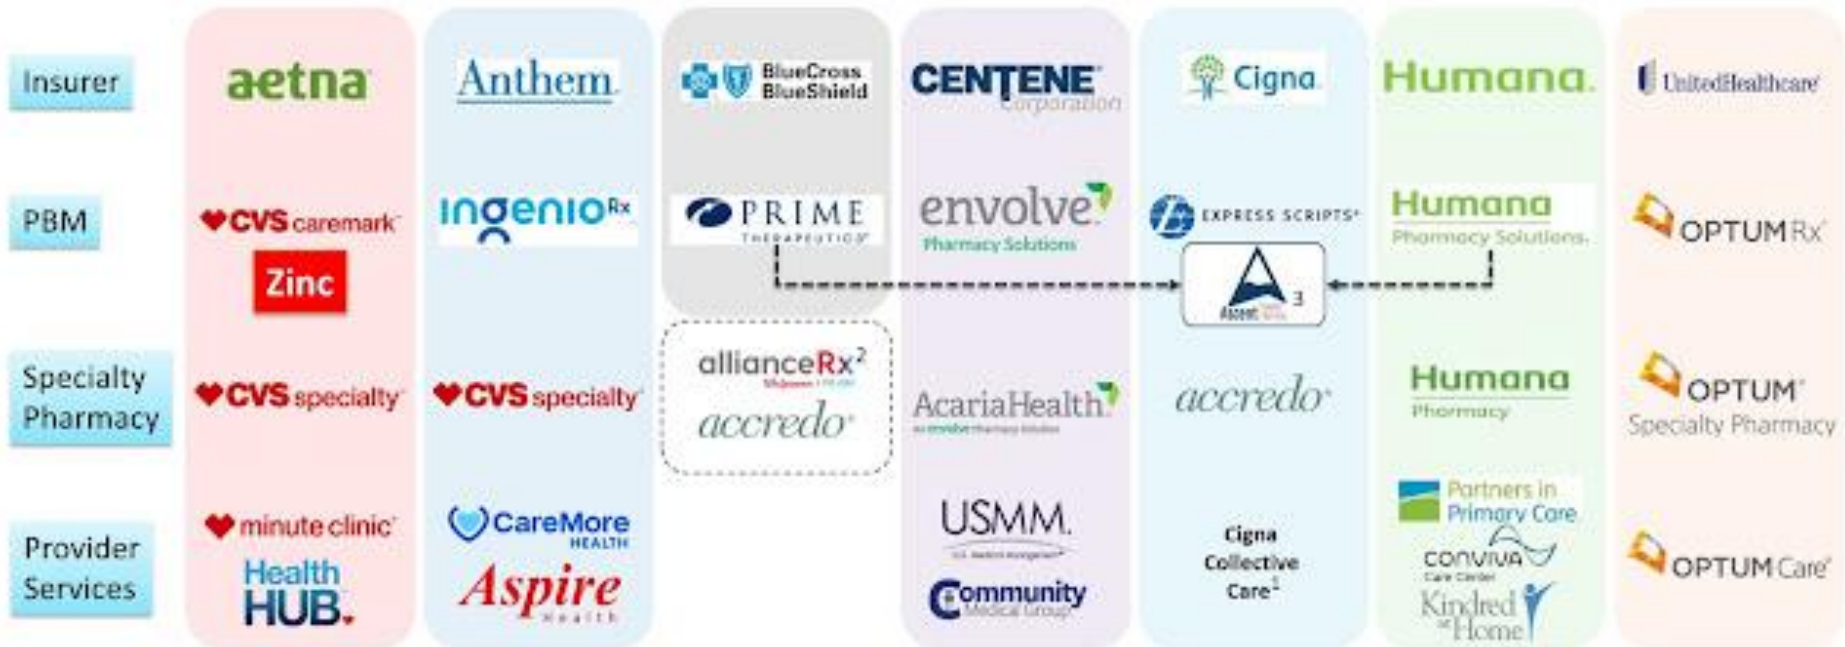 Insurer
aetna
Anthem.
BlueCross
BlueShield
CENTENE
Corporation
Cigna.
Humana.
UnitedHealthcare
PBM
CVS caremark
Zinc
ingenioRx
PRIME
THERAPEUTICS
envolve
Pharmacy Solutions
EXPRESS SCRIPTS
Ascent
3
Humana
Pharmacy Solutions.
OPTUM Rx
Specialty
Pharmacy
CVS specialty
CVS specialty
allianceRx2
accredo
AcariaHealth
accredo
Humana
Pharmacy
OPTUM
Specialty Pharmacy
Provider
Services
minute clinic
Health
HUB
CareMore
HEALTH
Aspire
Health
USMM.
Community
Medical Group
Cigna
Collective
Care1
Partners in
Primary Care
CONVIVA
Care Center
Kindred
at Home
OPTUM Care